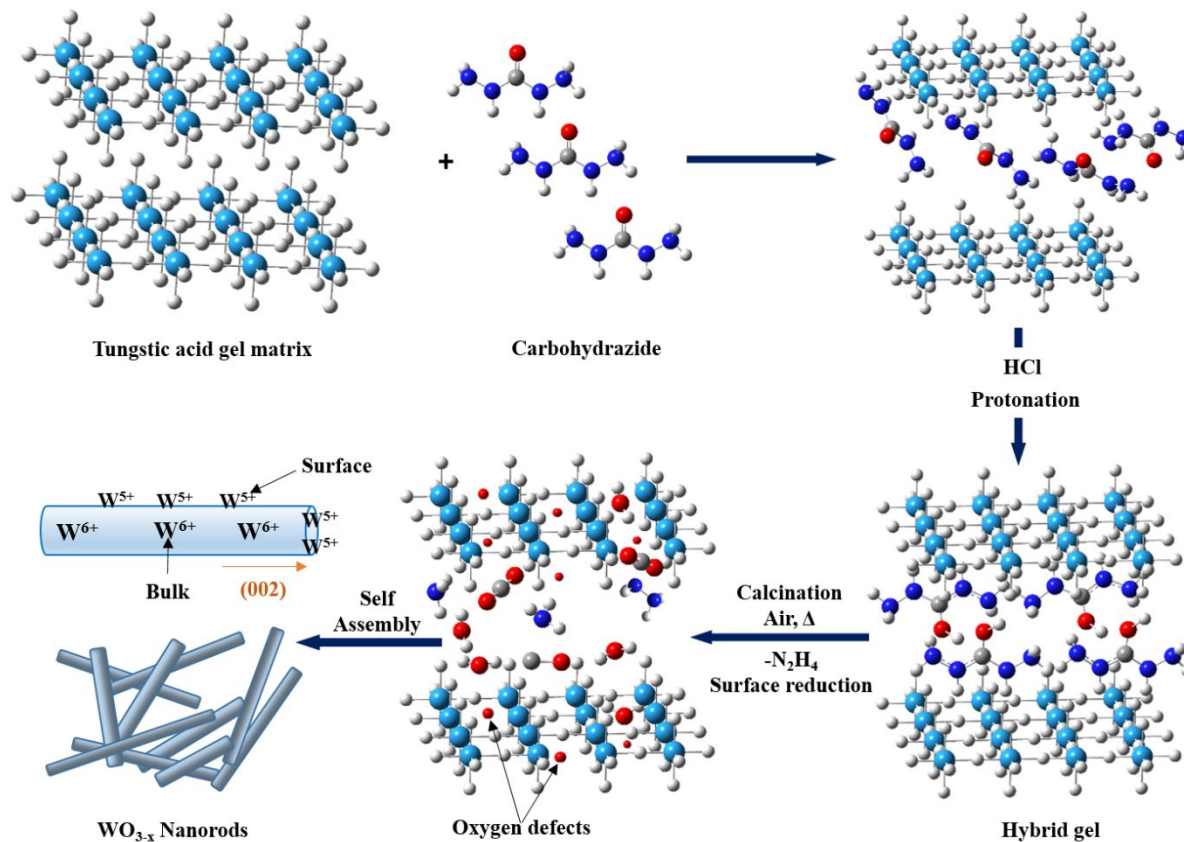 +
Tungstic acid gel matrix
Carbohydrazide
HCl
Protonation
Hybrid gel
Calcination
Air, Δ
-N₂H₄
Surface reduction
Oxygen defects
Self
Assembly
Surface
W⁵⁺ W⁵⁺ W⁵⁺
W⁶⁺ W⁶⁺ W⁶⁺ W⁵⁺
W⁵⁺
Bulk
(002)
WO₃₋ₓ Nanorods